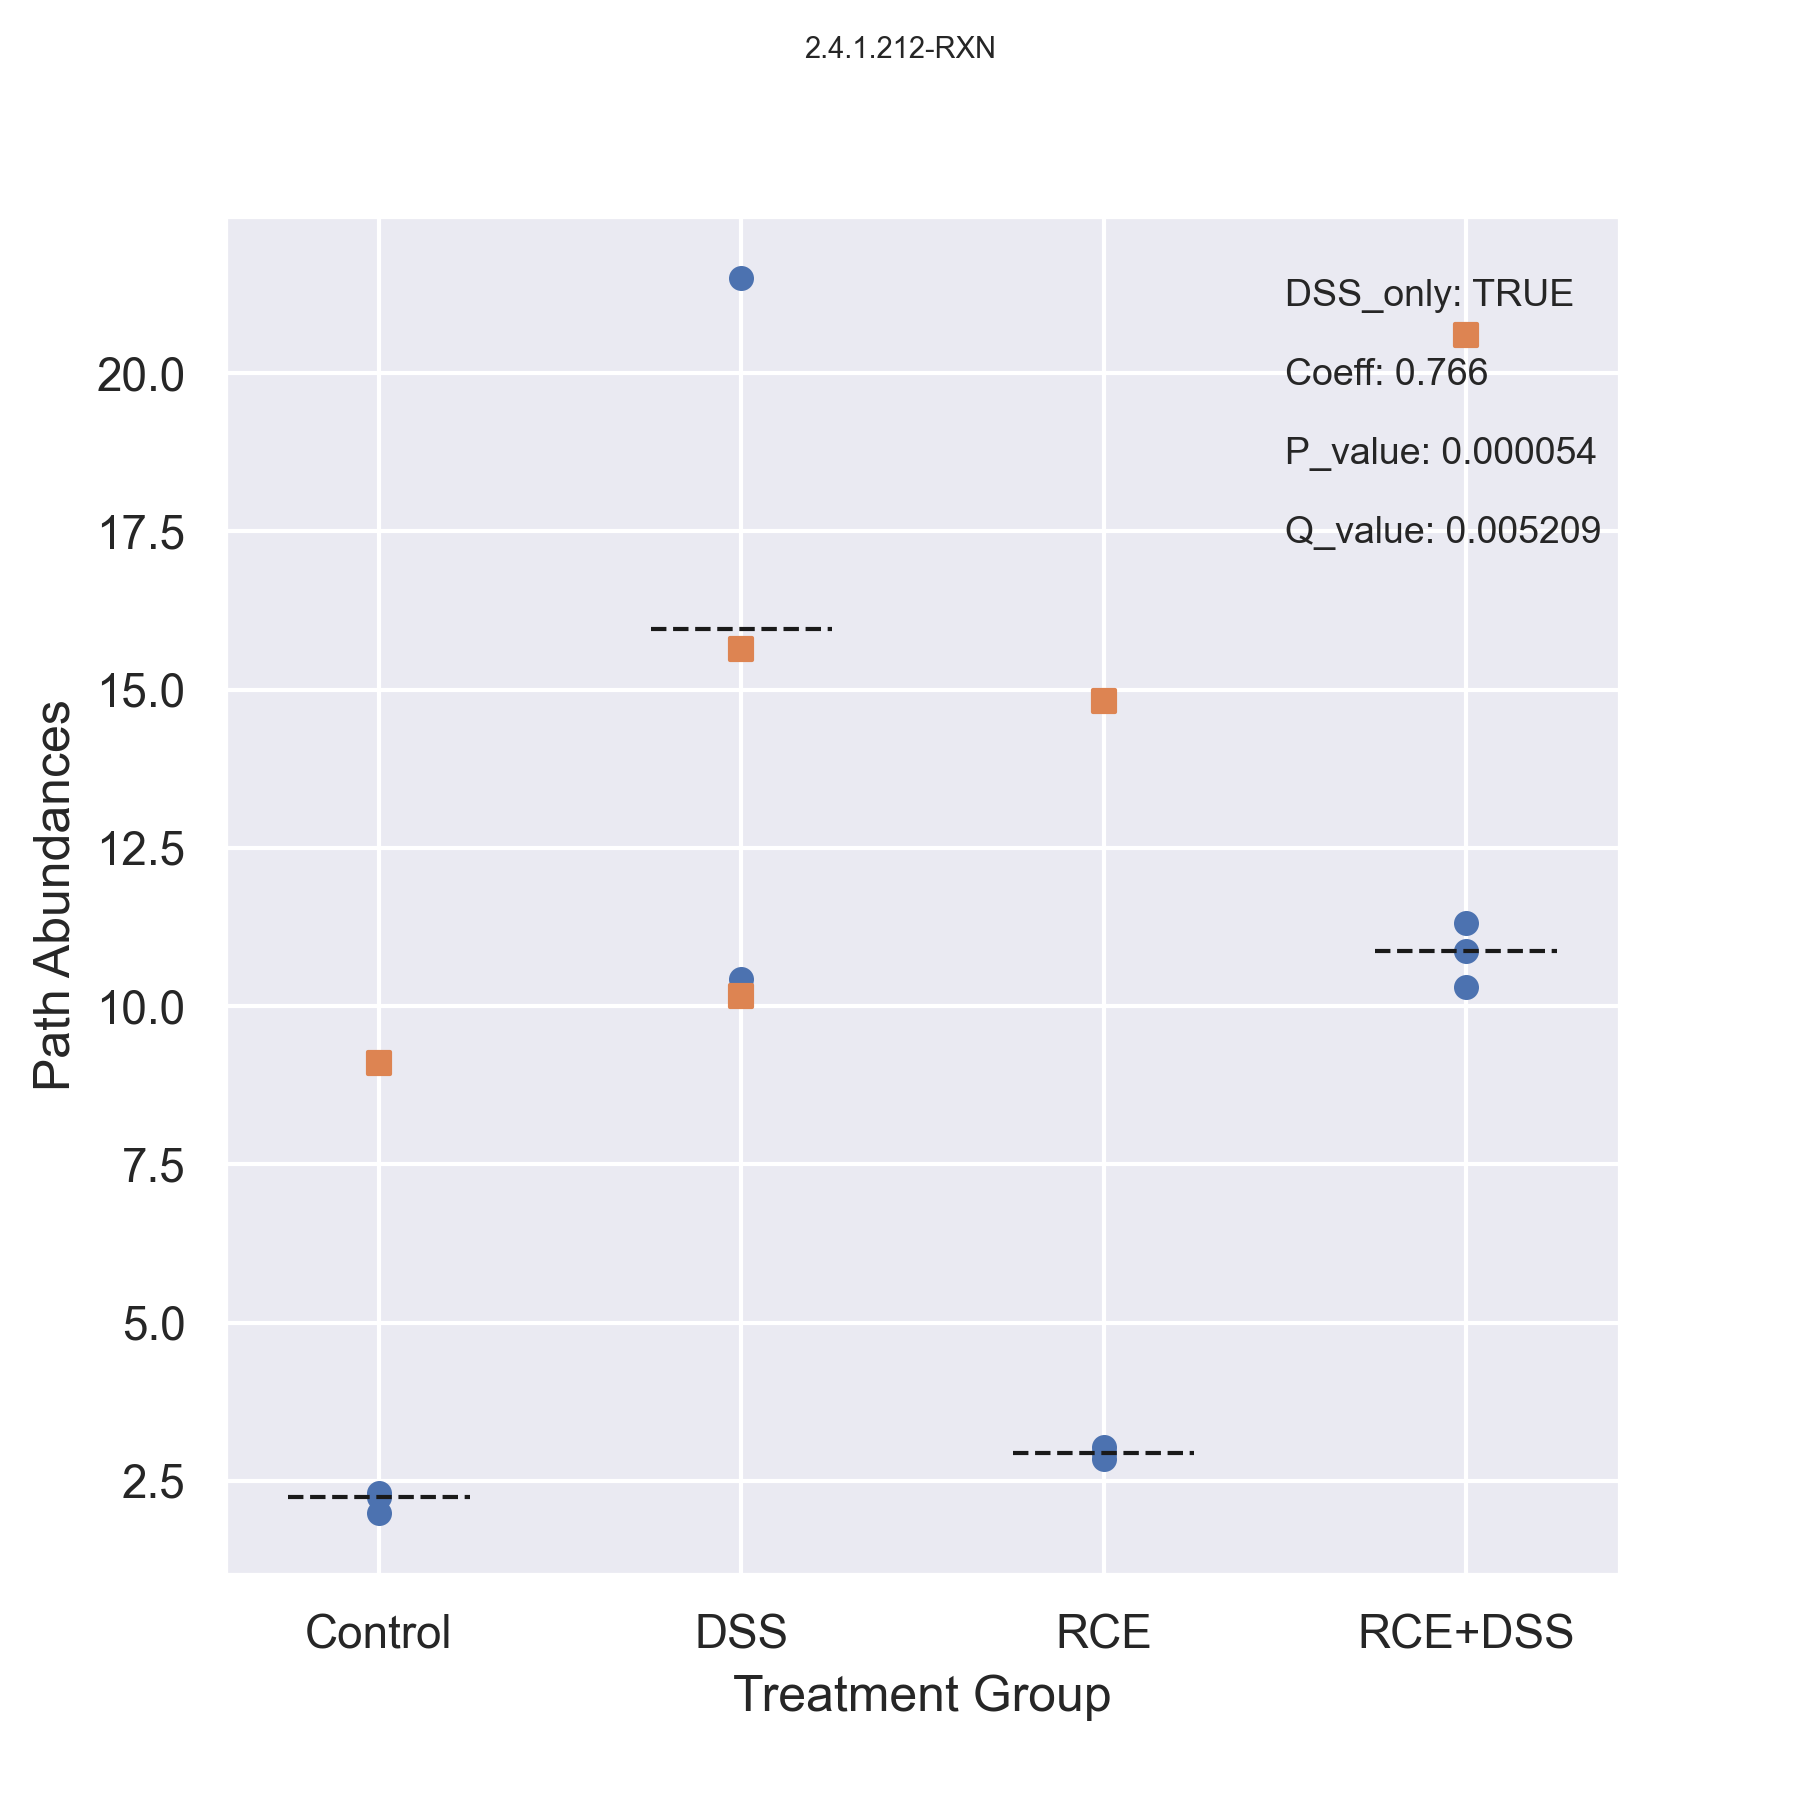 2.4.1.212-RXN
DSS_only: TRUE
Coeff: 0.766
P_value: 0.000054
Q_value: 0.005209
20.0
17.5
15.0
12.5
10.0
7.5
5.0
2.5
Path Abundances
Control
DSS
RCE
RCE+DSS
Treatment Group